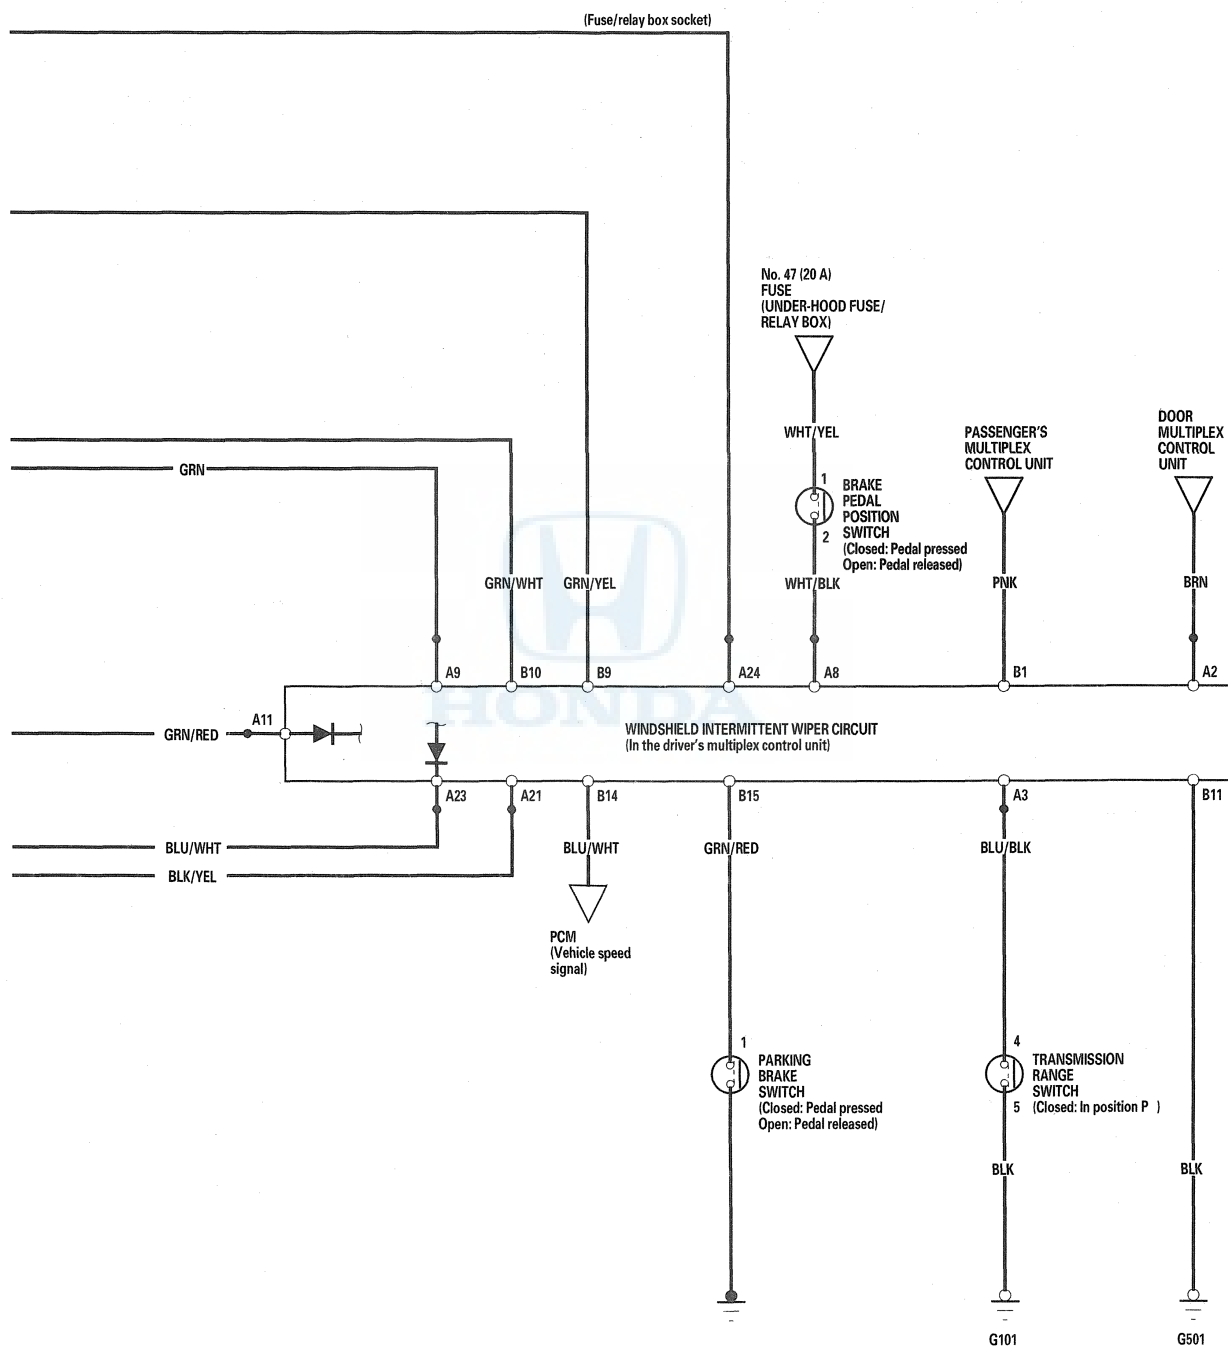 (Fuse/relay box socket)
No. 47 (20 A)
FUSE
(UNDER-HOOD FUSE/
RELAY BOX)
WHT/YEL
PASSENGER'S
MULTIPLEX
CONTROL UNIT
DOOR
MULTIPLEX
CONTROL
UNIT
GRN
1
BRAKE
PEDAL
POSITION
SWITCH
(Closed: Pedal pressed
Open: Pedal released)
2
GRN/WHT
GRN/YEL
WHT/BLK
PNK
BRN
A9
B10
B9
A24
A8
B1
A2
HONDA
GRN/RED
A11
WINDSHIELD INTERMITTENT WIPER CIRCUIT
(In the driver's multiplex control unit)
A23
A21
B14
B15
A3
B11
BLU/WHT
BLU/WHT
GRN/RED
BLU/BLK
BLK/YEL
PCM
(Vehicle speed
signal)
1
PARKING
BRAKE
SWITCH
(Closed: Pedal pressed
Open: Pedal released)
4
TRANSMISSION
RANGE
SWITCH
5
(Closed: In position P )
BLK
BLK
G101
G501